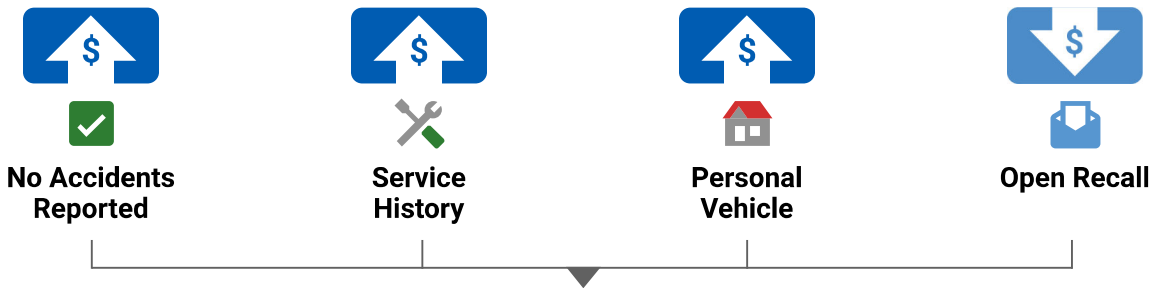 $
$
$
$
No Accidents
Reported
Service
History
Personal
Vehicle
Open Recall